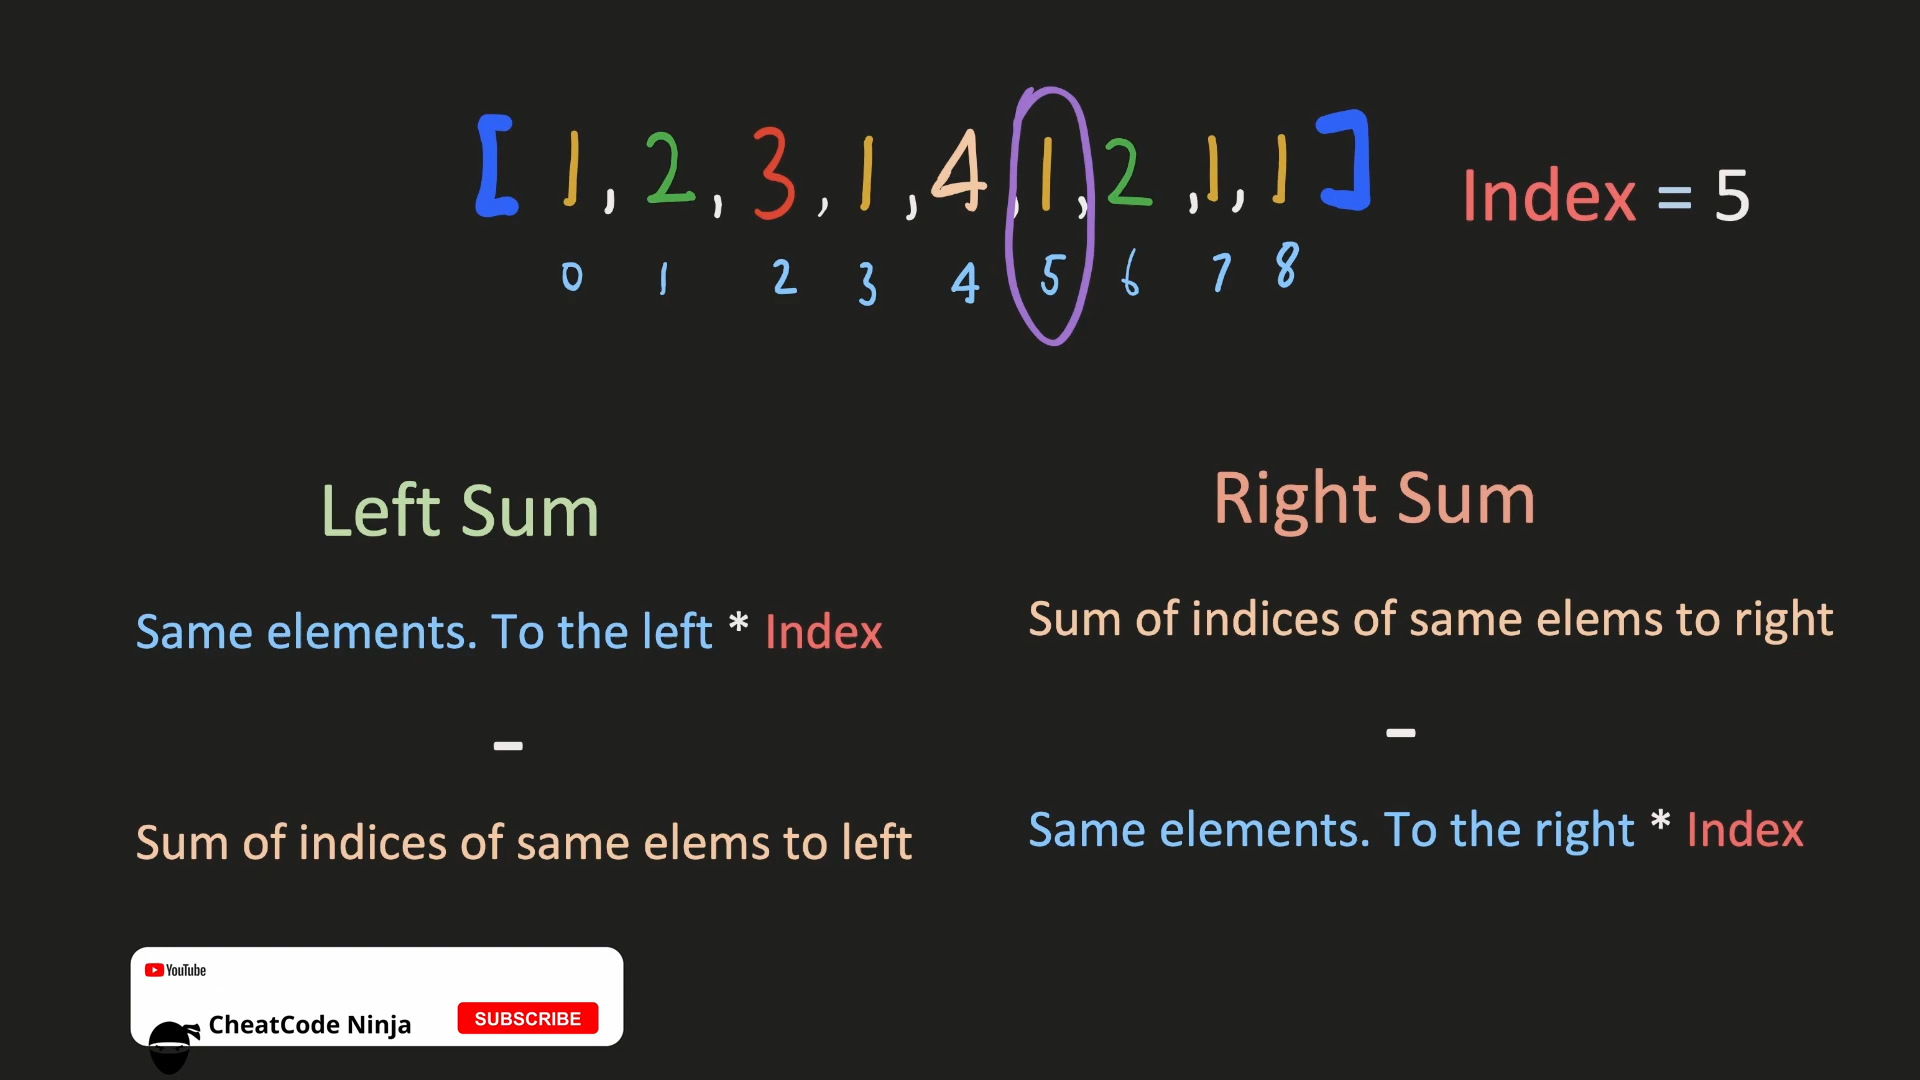 [ 1, 2, 3, 1, 4, 1, 2, 1, 1 ]
Index = 5
0 1 2 3 4 5 6 7 8
Left Sum
Same elements. To the left * Index
-
Sum of indices of same elems to left
Right Sum
Sum of indices of same elems to right
-
Same elements. To the right * Index
YouTube
CheatCode Ninja
SUBSCRIBE